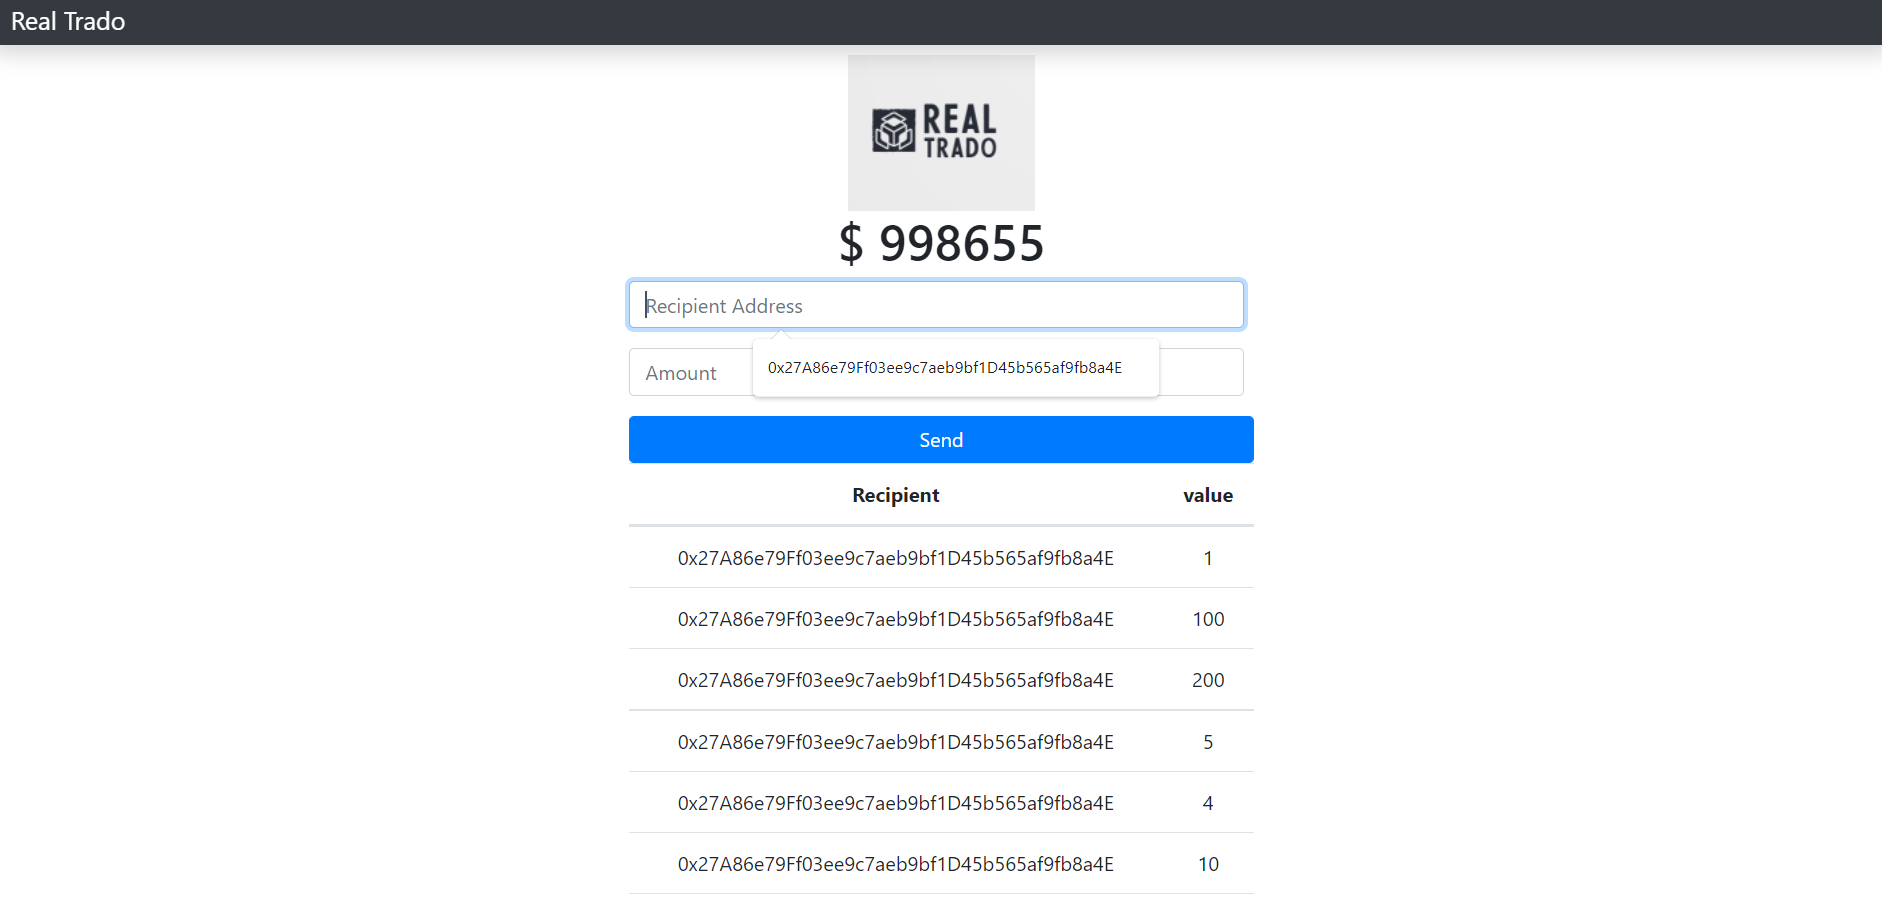 Real Trado
REAL
TRADO
$ 998655
Recipient Address
0x27A86e79Ff03ee9c7aeb9bf1D45b565af9fb8a4E
Amount
Send
Recipient value
0x27A86e79Ff03ee9c7aeb9bf1D45b565af9fb8a4E 1
0x27A86e79Ff03ee9c7aeb9bf1D45b565af9fb8a4E 100
0x27A86e79Ff03ee9c7aeb9bf1D45b565af9fb8a4E 200
0x27A86e79Ff03ee9c7aeb9bf1D45b565af9fb8a4E 5
0x27A86e79Ff03ee9c7aeb9bf1D45b565af9fb8a4E 4
0x27A86e79Ff03ee9c7aeb9bf1D45b565af9fb8a4E 10